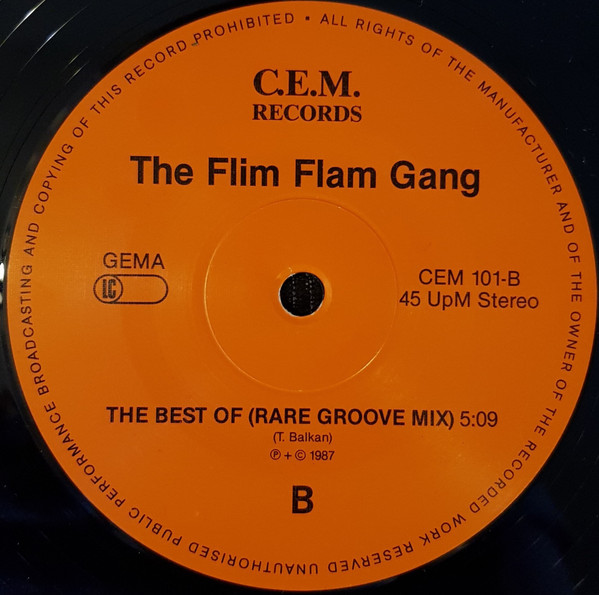 ALL RIGHTS OF THE MANUFACTURER AND OF THE OWNER OF THE RECORDED WORK RESERVED UNAUTHORISED PUBLIC PERFORMANCE BROADCASTING AND COPYING OF THIS RECORD PROHIBITED •
C.E.M.
RECORDS
The Flim Flam Gang
GEMA
LC
CEM 101-B
45 UpM Stereo
THE BEST OF (RARE GROOVE MIX) 5:09
(T. Balkan)
℗ + © 1987
B